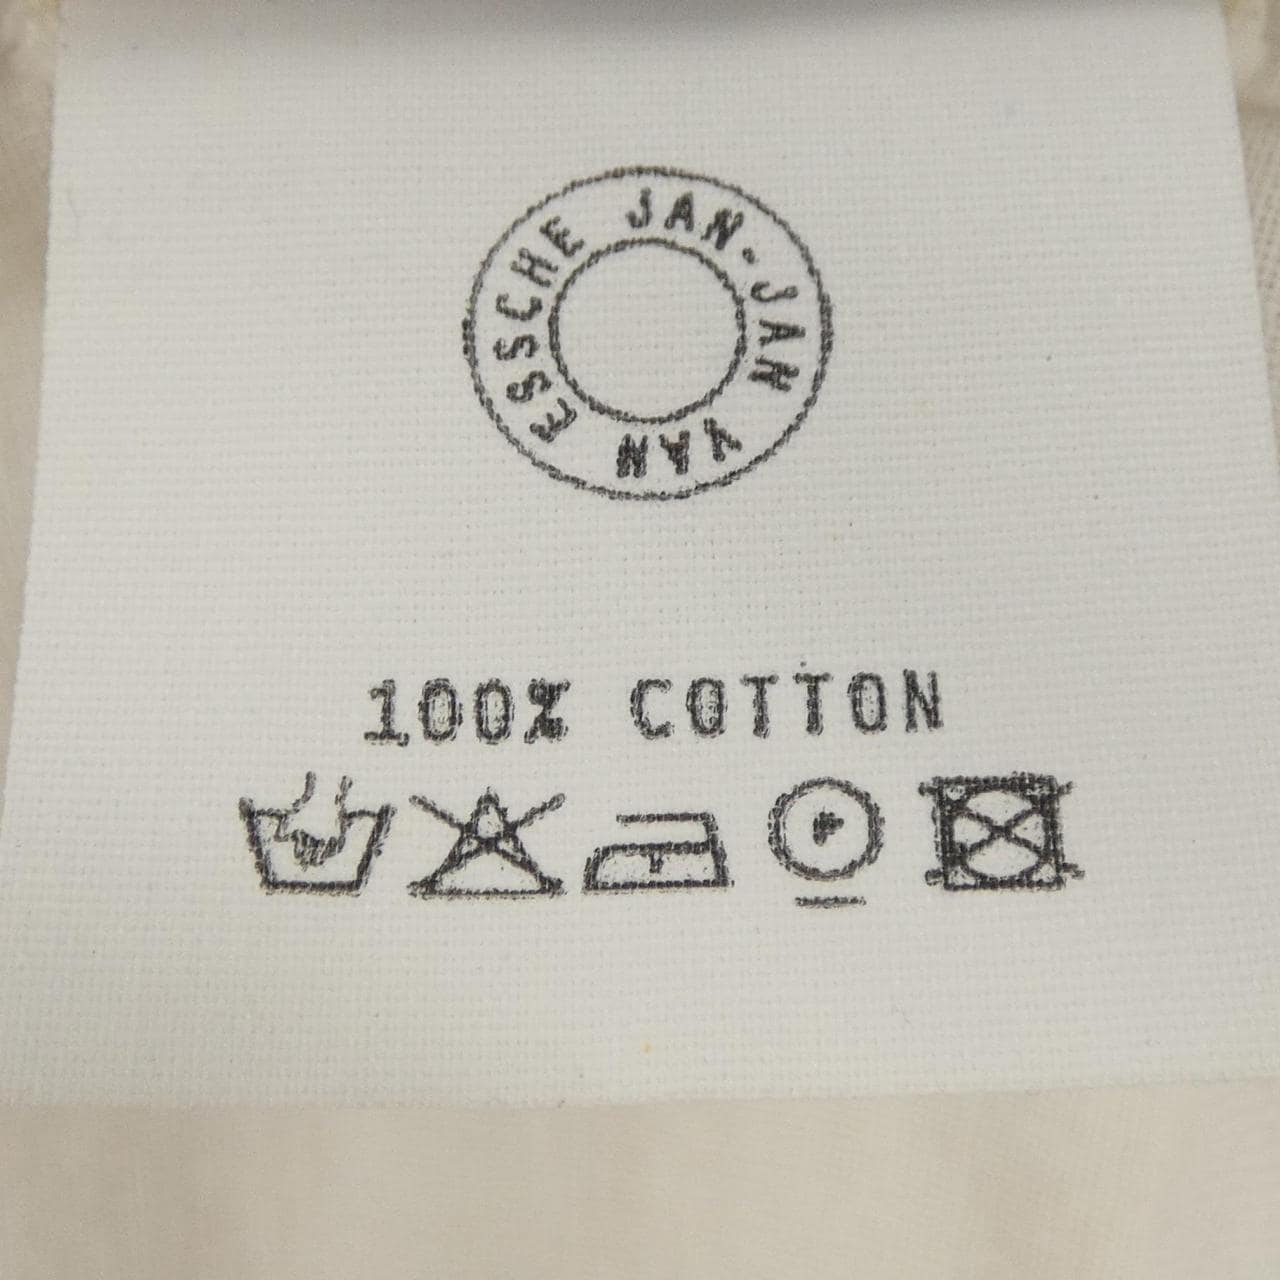 JAN-JAN VAN ESSCHE
100% COTTON
P